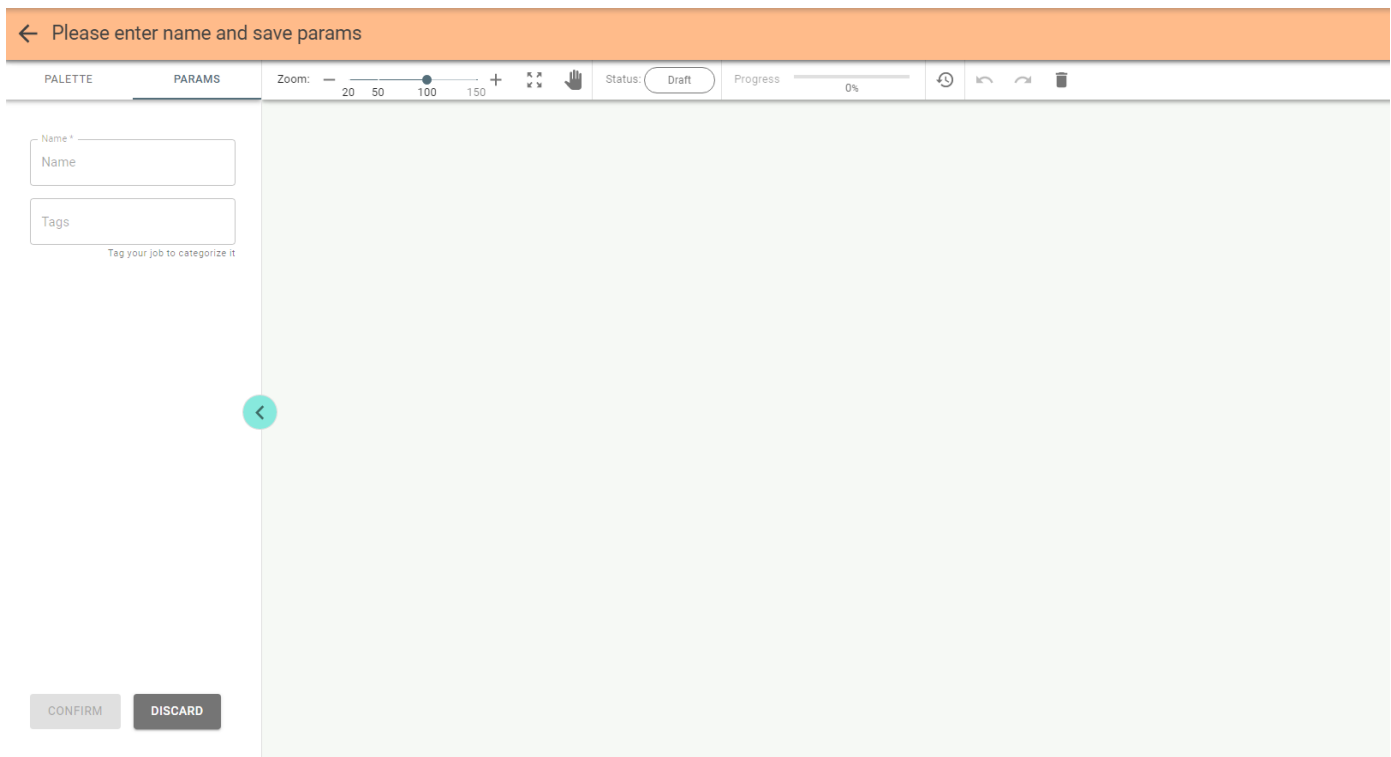 Please enter name and save params
PALETTE PARAMS Zoom: 20 50 100 150 Status: Draft Progress 0%
Name *
Name
Tags
Tag your job to categorize it
CONFIRM DISCARD